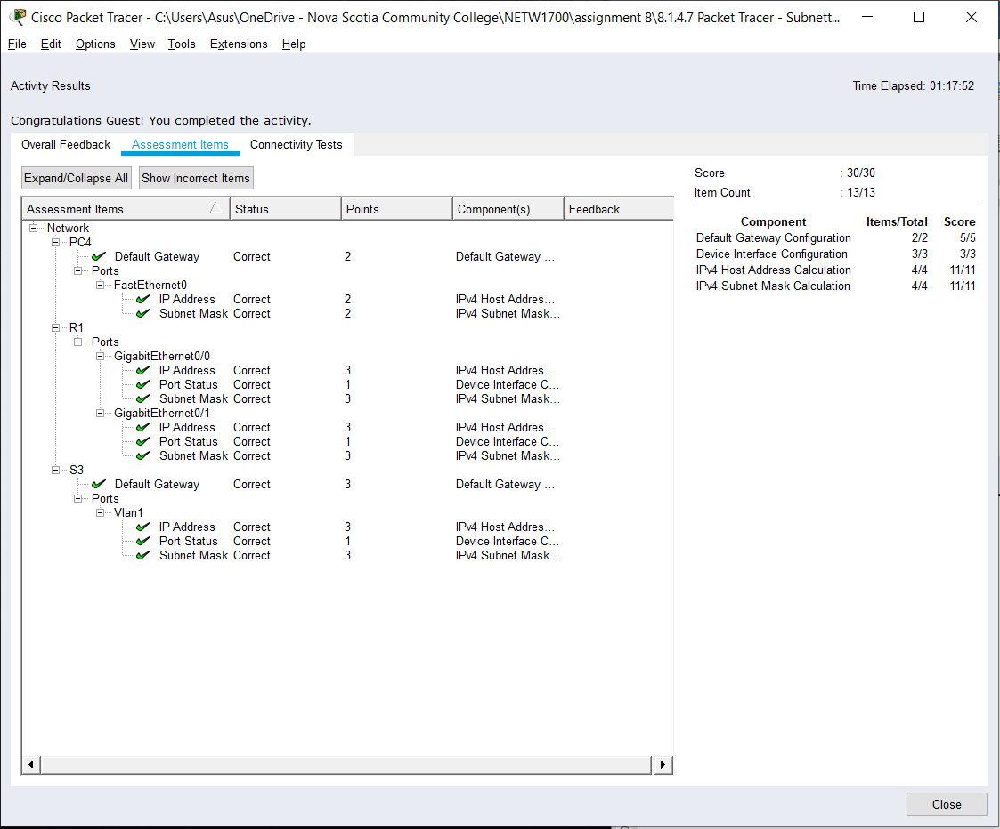 Cisco Packet Tracer - C:\Users\Asus\OneDrive - Nova Scotia Community College\NETW1700\assignment 8\8.1.4.7 Packet Tracer - Subnett...
File Edit Options View Tools Extensions Help
Activity Results
Time Elapsed: 01:17:52
Congratulations Guest! You completed the activity.
Overall Feedback Assessment Items Connectivity Tests
Expand/Collapse All Show Incorrect Items
Assessment Items Status Points Component(s) Feedback
Network
PC4
Default Gateway Correct 2 Default Gateway ...
Ports
FastEthernet0
IP Address Correct 2 IPv4 Host Addres...
Subnet Mask Correct 2 IPv4 Subnet Mask...
R1
Ports
GigabitEthernet0/0
IP Address Correct 3 IPv4 Host Addres...
Port Status Correct 1 Device Interface C...
Subnet Mask Correct 3 IPv4 Subnet Mask...
GigabitEthernet0/1
IP Address Correct 3 IPv4 Host Addres...
Port Status Correct 1 Device Interface C...
Subnet Mask Correct 3 IPv4 Subnet Mask...
S3
Default Gateway Correct 3 Default Gateway ...
Ports
Vlan1
IP Address Correct 3 IPv4 Host Addres...
Port Status Correct 1 Device Interface C...
Subnet Mask Correct 3 IPv4 Subnet Mask...
Score : 30/30
Item Count : 13/13
Component Items/Total Score
Default Gateway Configuration 2/2 5/5
Device Interface Configuration 3/3 3/3
IPv4 Host Address Calculation 4/4 11/11
IPv4 Subnet Mask Calculation 4/4 11/11
Close